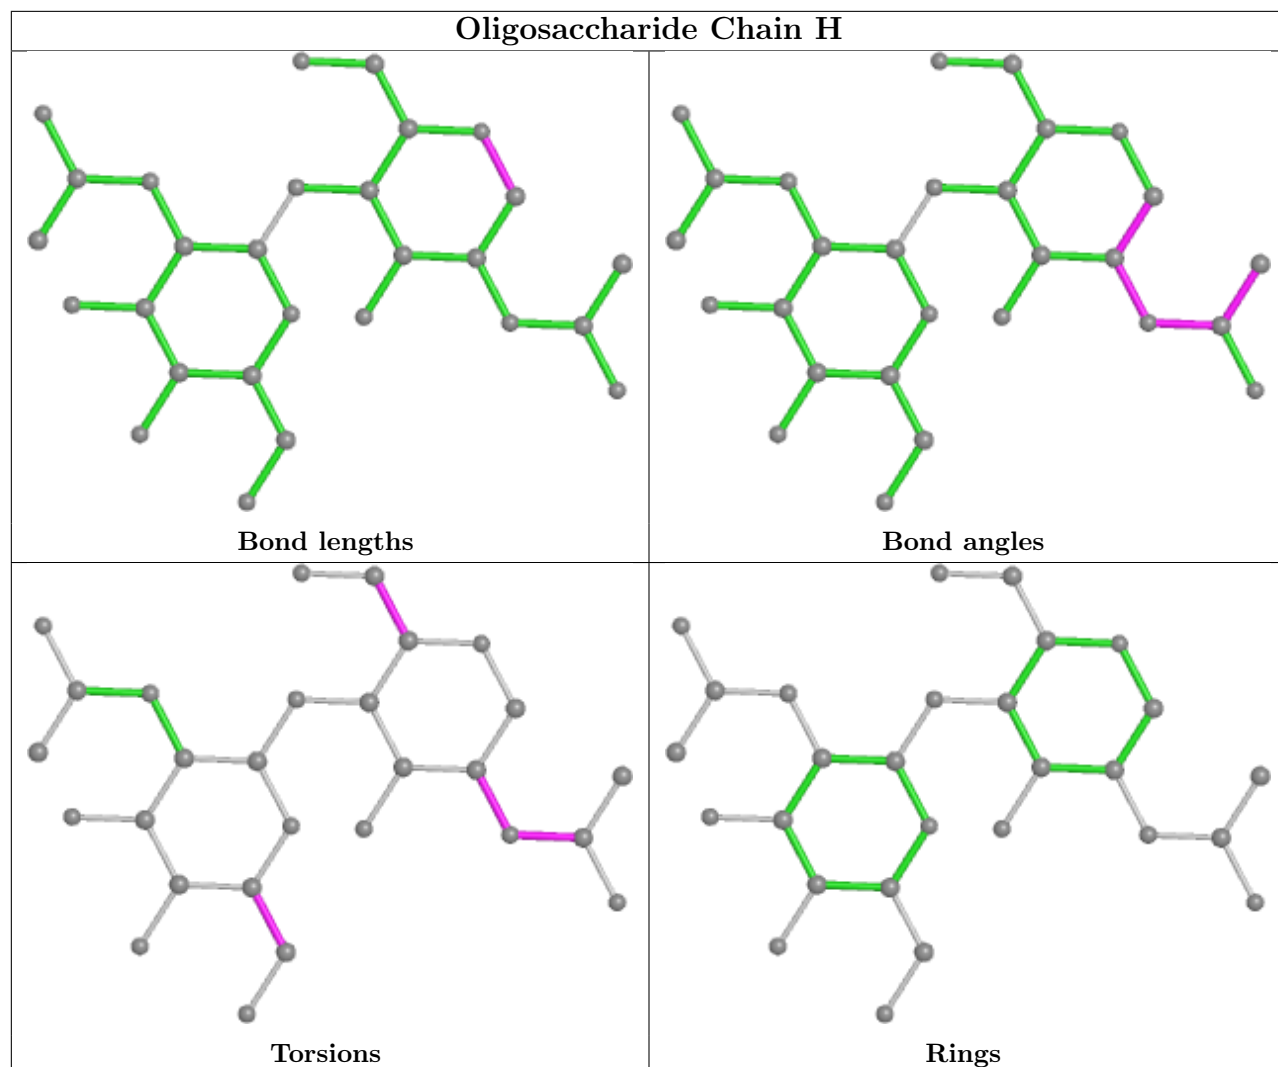 Oligosaccharide Chain H
Bond lengths
Bond angles
Torsions
Rings